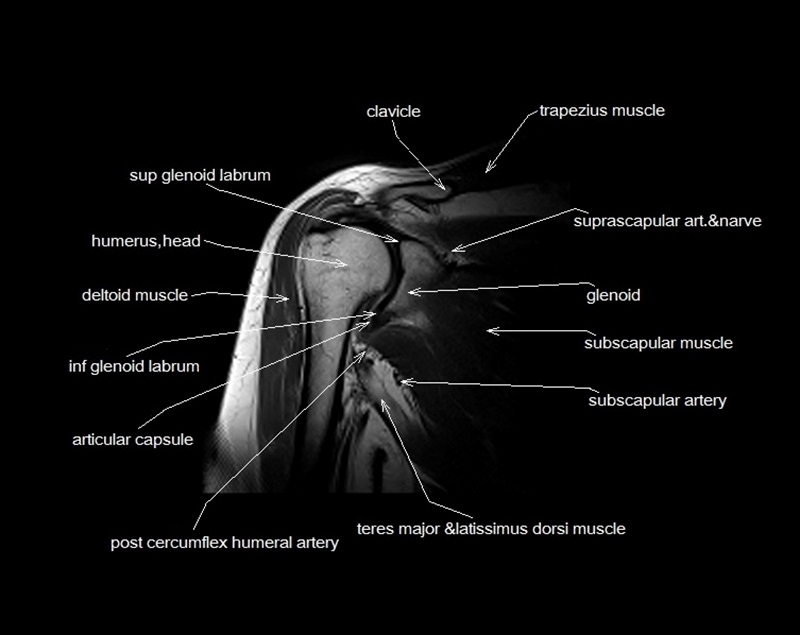 clavicle
trapezius muscle
sup glenoid labrum
suprascapular art.&narve
humerus,head
deltoid muscle
glenoid
subscapular muscle
inf glenoid labrum
subscapular artery
articular capsule
teres major &latissimus dorsi muscle
post cercumflex humeral artery